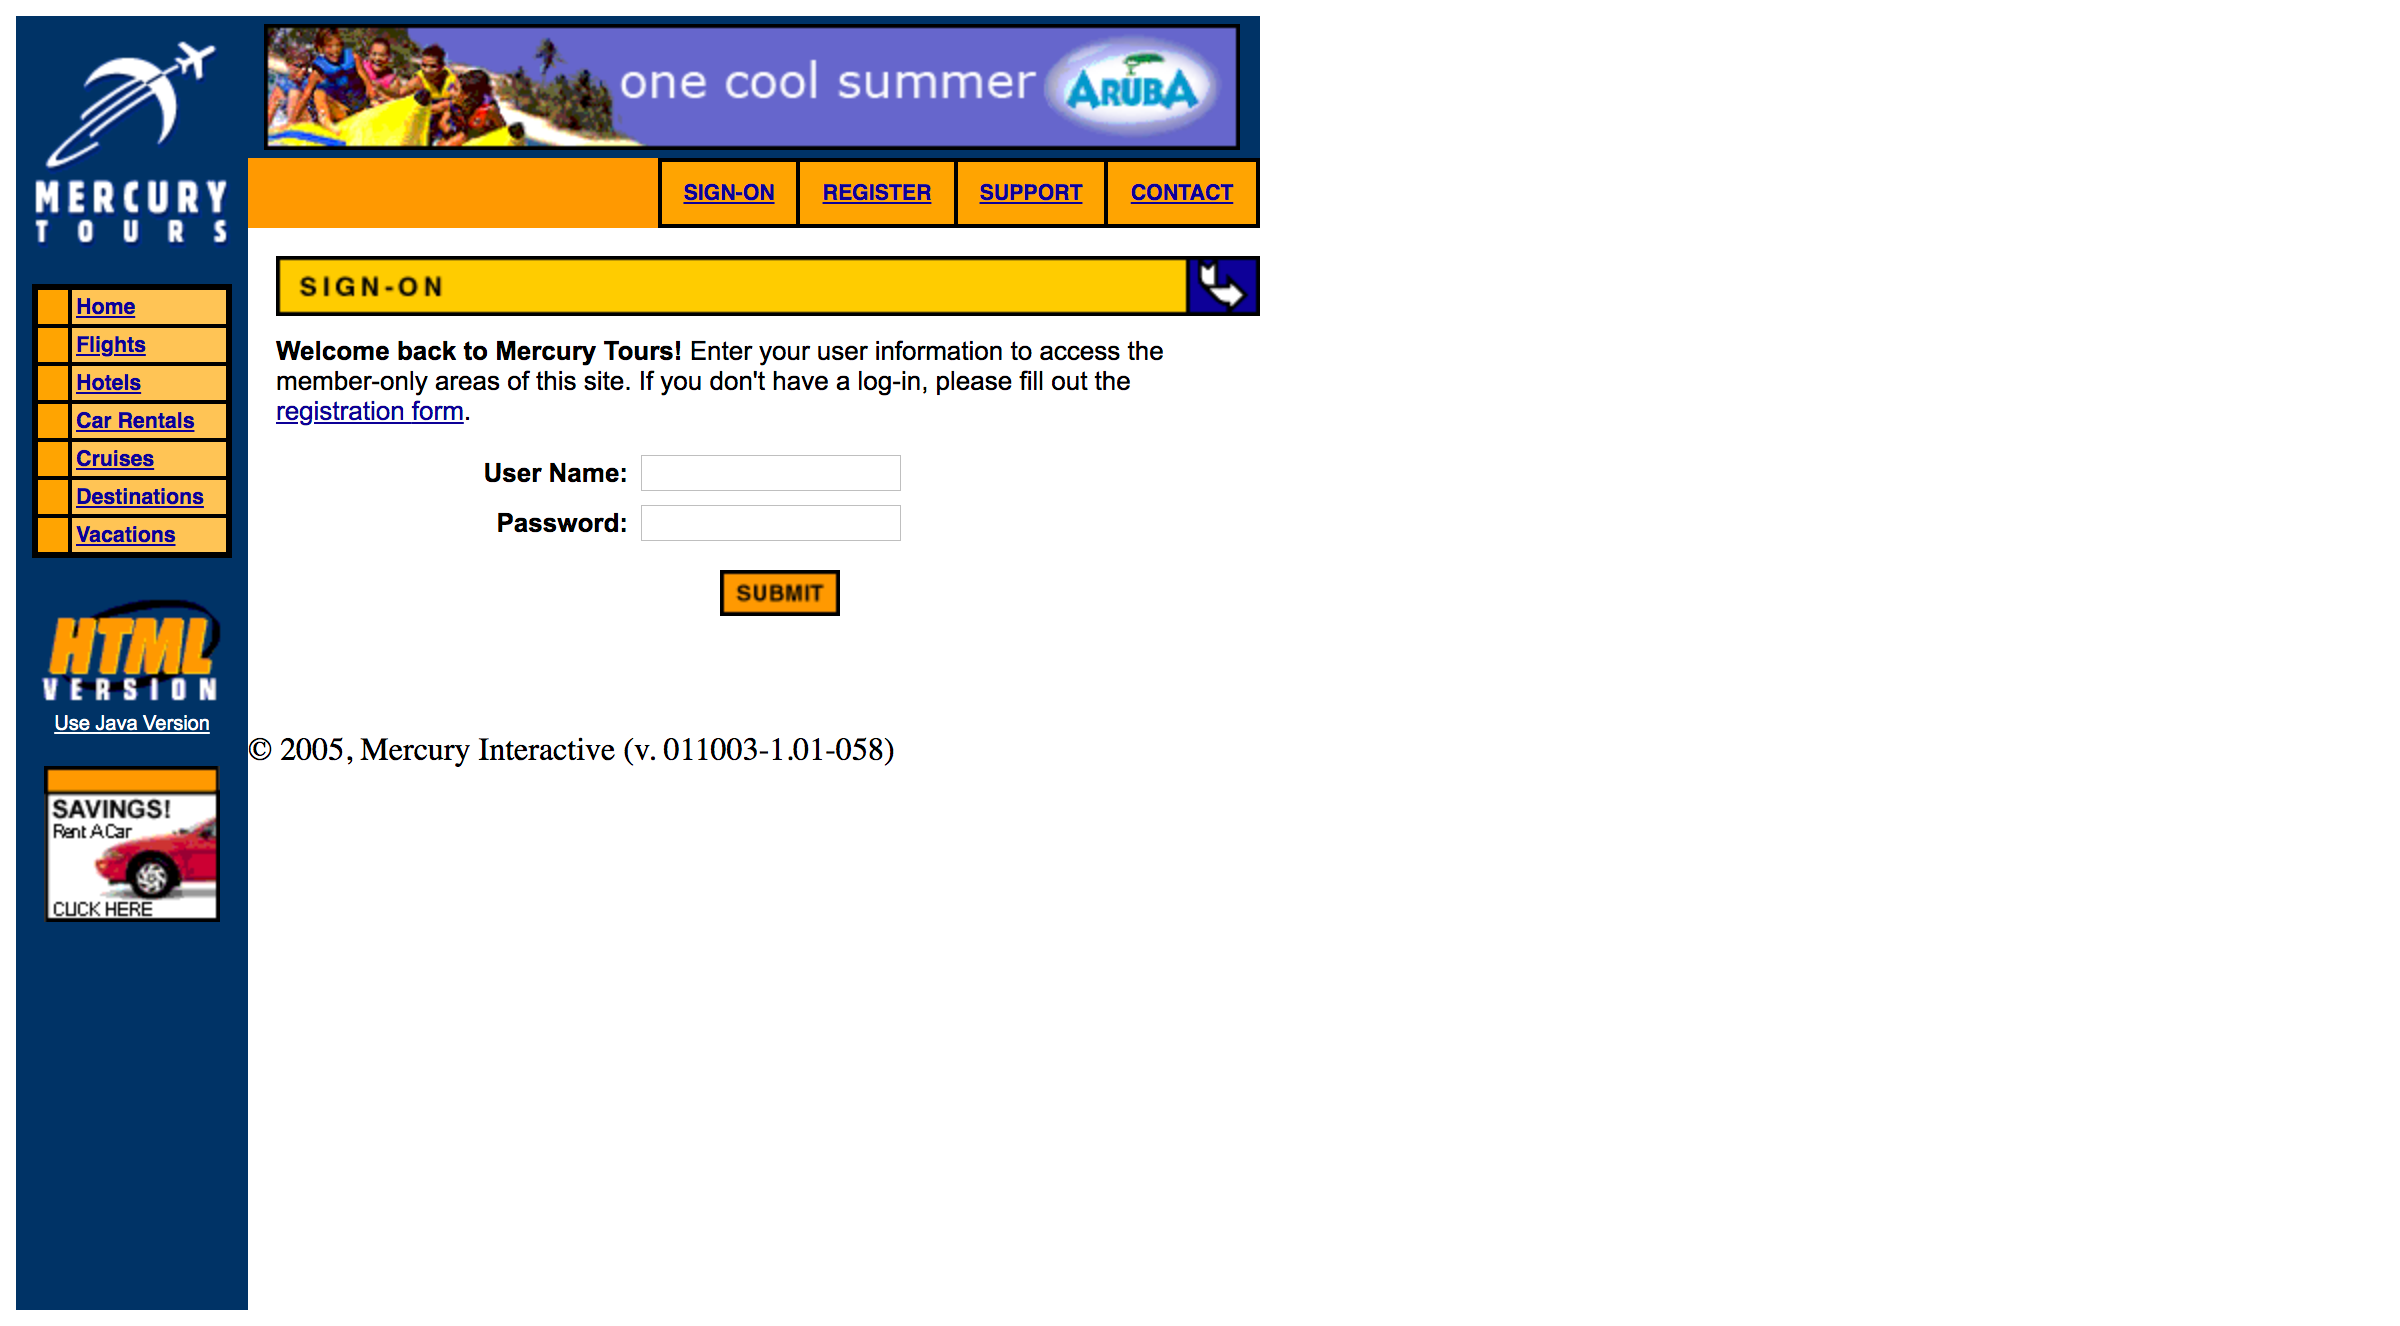 MERCURY
TOURS
one cool summer ARUBA
SIGN-ON REGISTER SUPPORT CONTACT
Home
Flights
Hotels
Car Rentals
Cruises
Destinations
Vacations
HTML
VERSION
Use Java Version
SAVINGS!
Rent A Car
CLICK HERE
SIGN-ON
Welcome back to Mercury Tours! Enter your user information to access the
member-only areas of this site. If you don't have a log-in, please fill out the
registration form.
User Name:
Password:
SUBMIT
© 2005, Mercury Interactive (v. 011003-1.01-058)